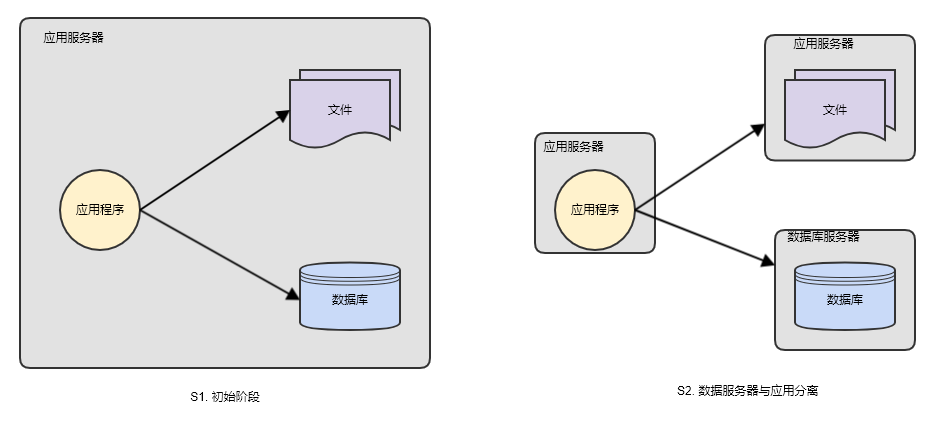 应用服务器
文件
应用程序
数据库
S1. 初始阶段
应用服务器
文件
应用服务器
应用程序
数据库服务器
数据库
S2. 数据服务器与应用分离